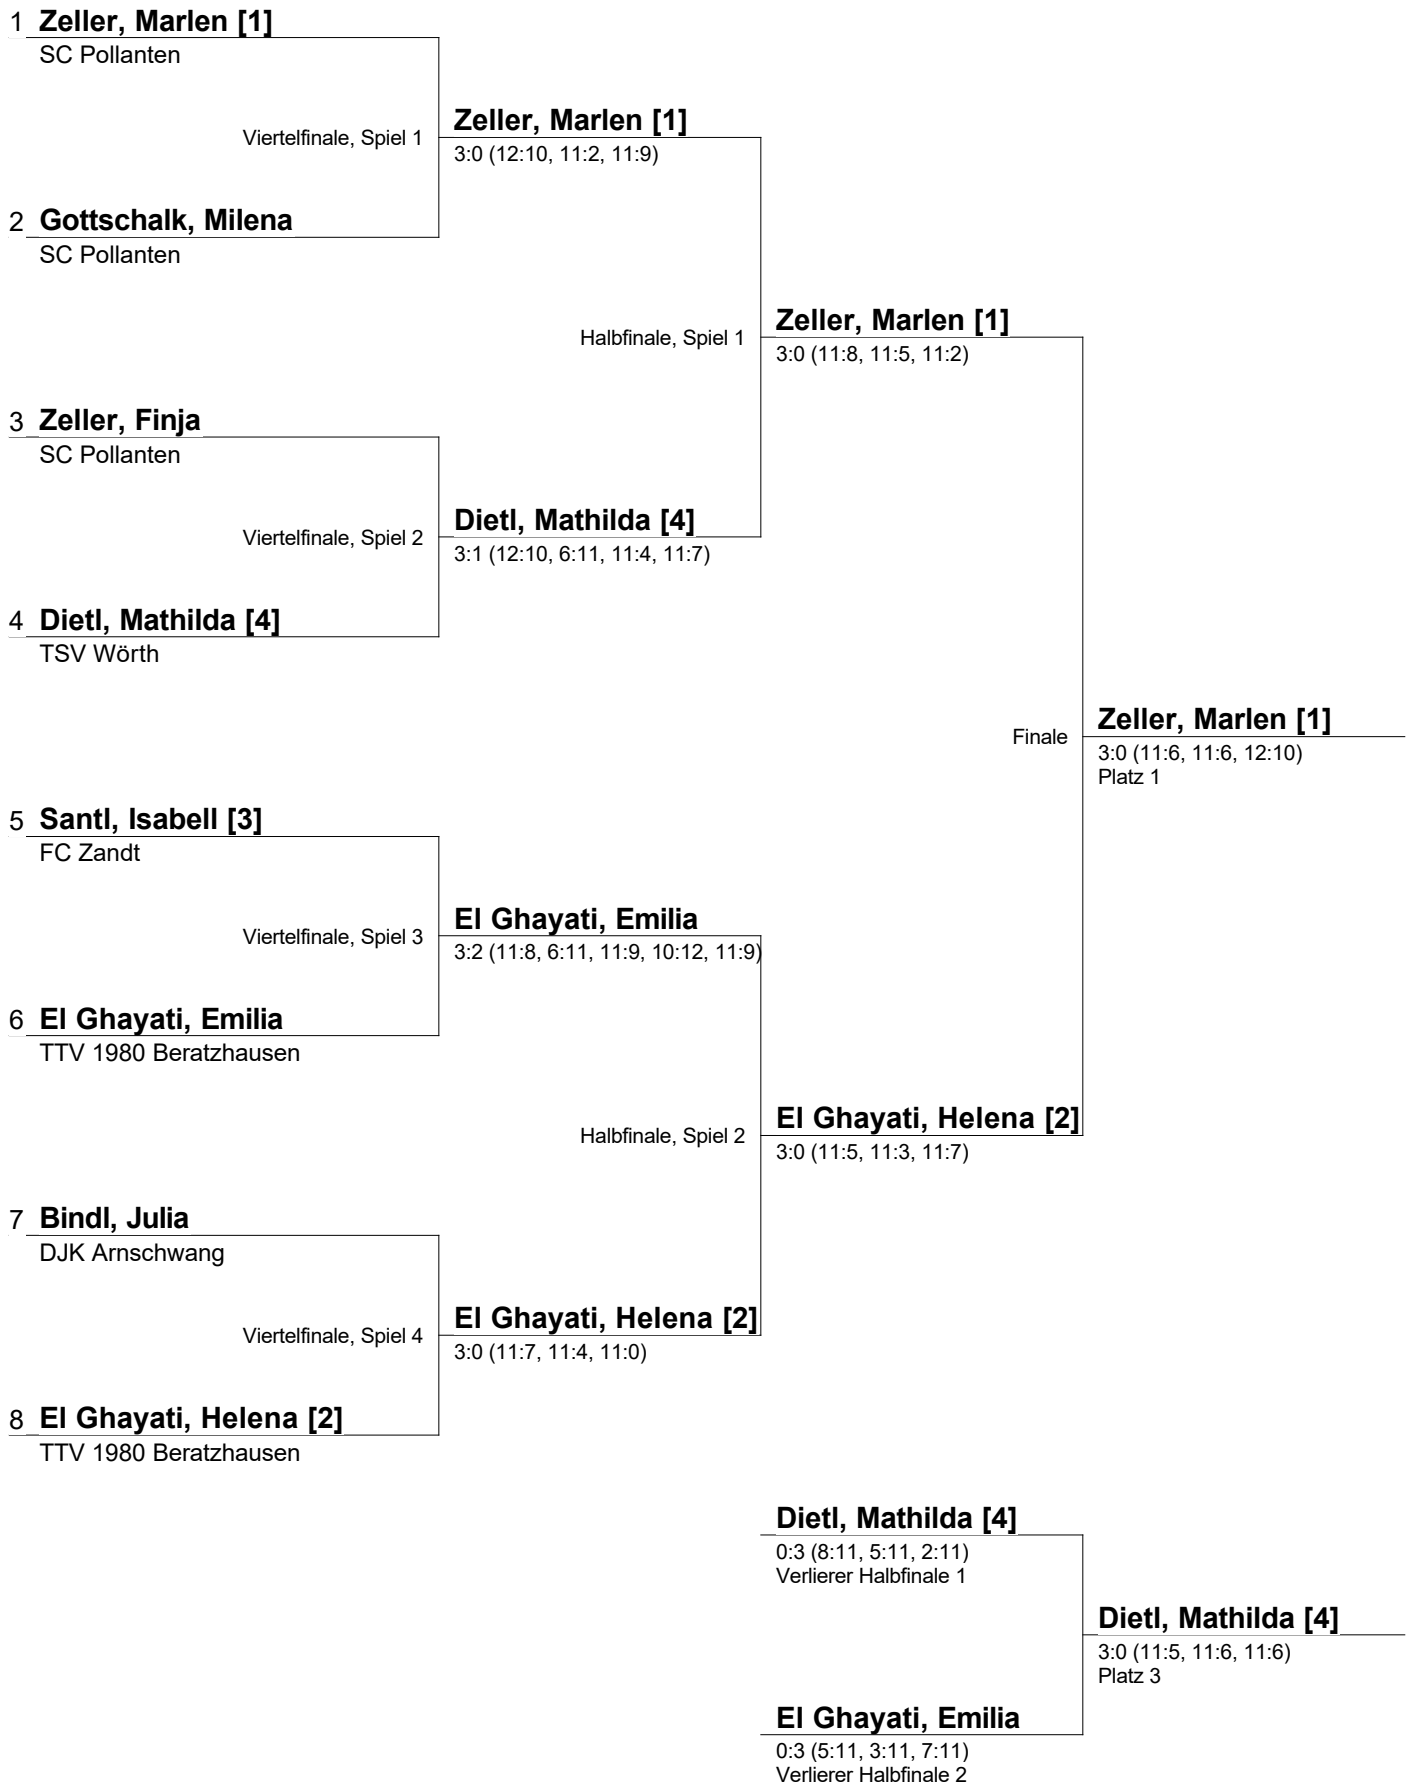 1 Zeller, Marlen [1]
SC Pollanten
Viertelfinale, Spiel 1
Zeller, Marlen [1]
3:0 (12:10, 11:2, 11:9)
2 Gottschalk, Milena
SC Pollanten
Halbfinale, Spiel 1
Zeller, Marlen [1]
3:0 (11:8, 11:5, 11:2)
3 Zeller, Finja
SC Pollanten
Viertelfinale, Spiel 2
Dietl, Mathilda [4]
3:1 (12:10, 6:11, 11:4, 11:7)
4 Dietl, Mathilda [4]
TSV Wörth
Finale
Zeller, Marlen [1]
3:0 (11:6, 11:6, 12:10)
Platz 1
5 Santl, Isabell [3]
FC Zandt
Viertelfinale, Spiel 3
El Ghayati, Emilia
3:2 (11:8, 6:11, 11:9, 10:12, 11:9)
6 El Ghayati, Emilia
TTV 1980 Beratzhausen
Halbfinale, Spiel 2
El Ghayati, Helena [2]
3:0 (11:5, 11:3, 11:7)
7 Bindl, Julia
DJK Arnschwang
Viertelfinale, Spiel 4
El Ghayati, Helena [2]
3:0 (11:7, 11:4, 11:0)
8 El Ghayati, Helena [2]
TTV 1980 Beratzhausen
Dietl, Mathilda [4]
0:3 (8:11, 5:11, 2:11)
Verlierer Halbfinale 1
Dietl, Mathilda [4]
3:0 (11:5, 11:6, 11:6)
Platz 3
El Ghayati, Emilia
0:3 (5:11, 3:11, 7:11)
Verlierer Halbfinale 2